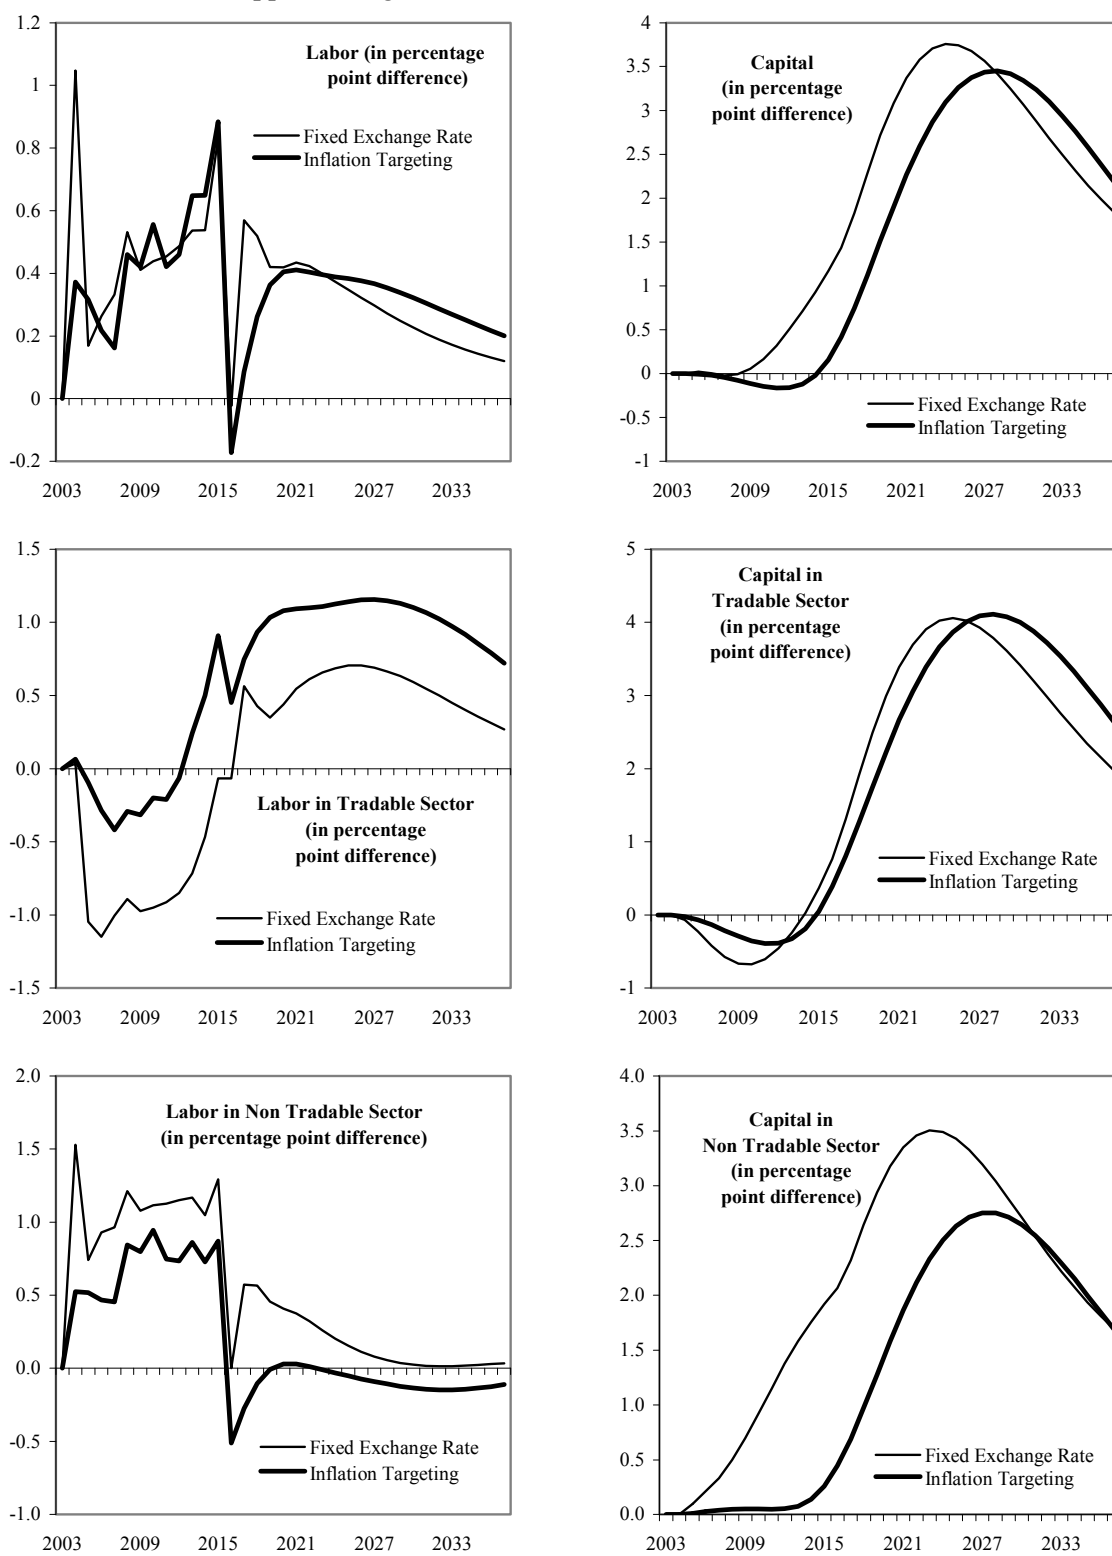 Labor (in percentage
point difference)
1.2
1
0.8
0.6
0.4
0.2
0
-0.2
Fixed Exchange Rate
Inflation Targeting
2003 2009 2015 2021 2027 2033
Capital
(in percentage
point difference)
4
3.5
3
2.5
2
1.5
1
0.5
0
-0.5
-1
Fixed Exchange Rate
Inflation Targeting
2003 2009 2015 2021 2027 2033
1.5
1.0
0.5
0.0
-0.5
-1.0
-1.5
Labor in Tradable Sector
(in percentage
point difference)
Fixed Exchange Rate
Inflation Targeting
2003 2009 2015 2021 2027 2033
Capital in
Tradable Sector
(in percentage
point difference)
5
4
3
2
1
0
-1
Fixed Exchange Rate
Inflation Targeting
2003 2009 2015 2021 2027 2033
Labor in Non Tradable Sector
(in percentage point difference)
2.0
1.5
1.0
0.5
0.0
-0.5
-1.0
Fixed Exchange Rate
Inflation Targeting
2003 2009 2015 2021 2027 2033
Capital in
Non Tradable Sector
(in percentage
point difference)
4.0
3.5
3.0
2.5
2.0
1.5
1.0
0.5
0.0
Fixed Exchange Rate
Inflation Targeting
2003 2009 2015 2021 2027 2033